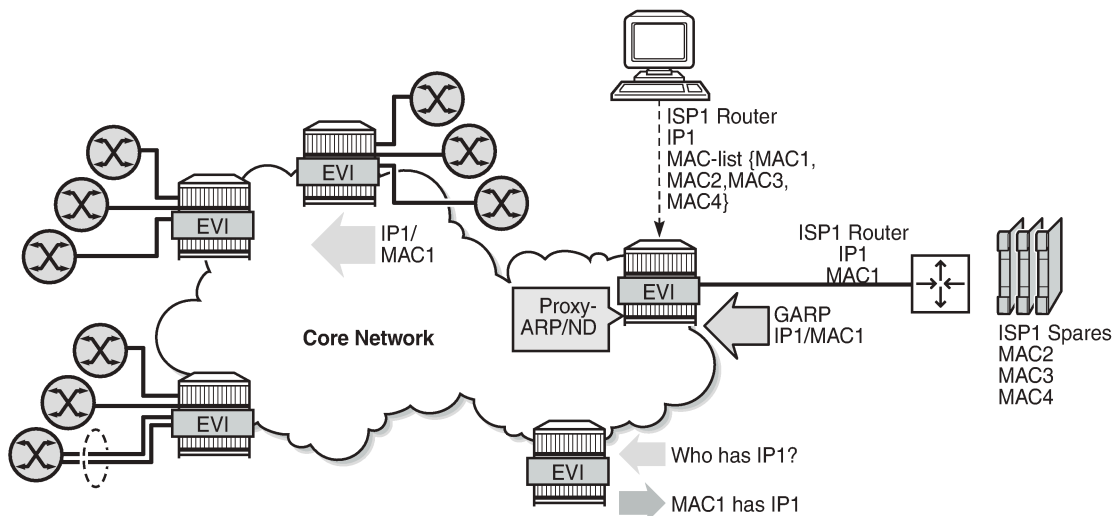 ISP1 Router
IP1
MAC-list {MAC1,
MAC2,MAC3,
MAC4}
EVI
EVI
IP1/
MAC1
ISP1 Router
IP1
MAC1
EVI
Proxy-
ARP/ND
GARP
IP1/MAC1
Core Network
ISP1 Spares
MAC2
MAC3
MAC4
EVI
EVI
Who has IP1?
MAC1 has IP1